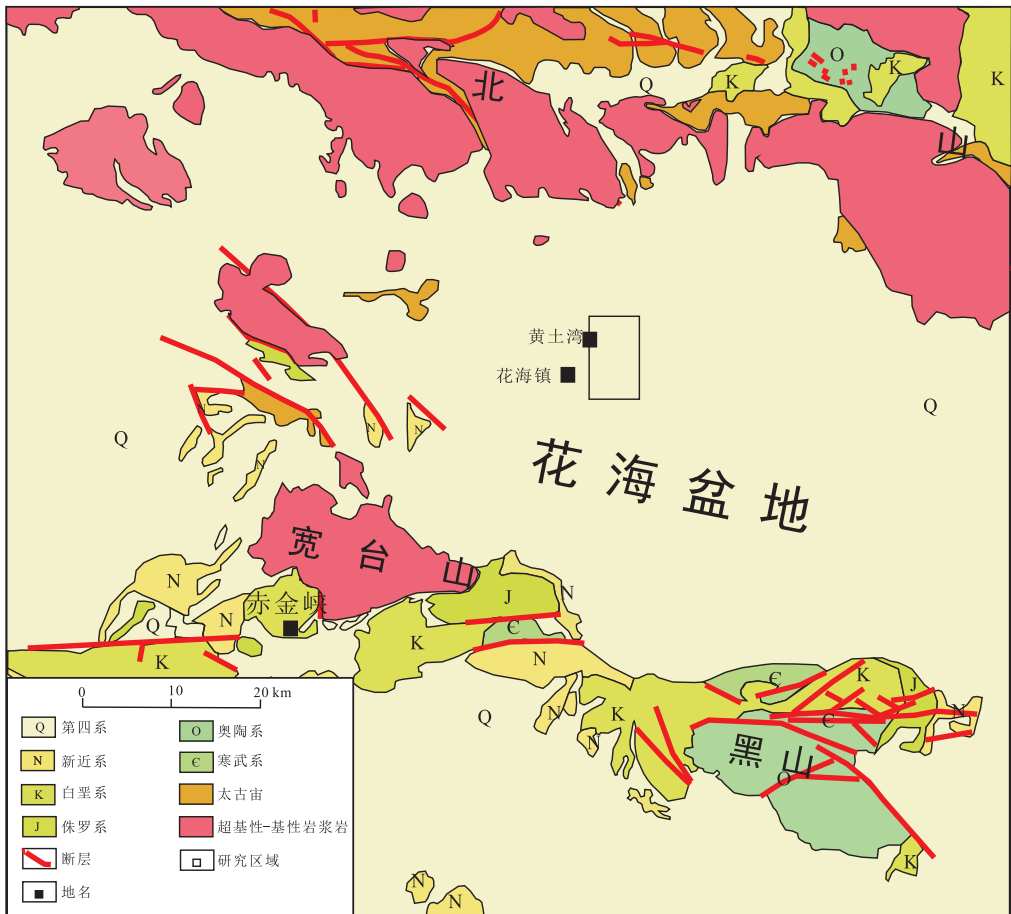 北
O
K
K
K
Q
山
黄土湾
花海镇
Q
Q
N
N
N
N
花海盆地
宽台山
N
赤金峡
J
N
N
Q
Є
K
K
N
Є
K
J
N
Q
N
K
Є
N
黑山
O
K
N
N
0 10 20 km
Q 第四系
N 新近系
K 白垩系
J 侏罗系
断层
地名
O 奥陶系
Є 寒武系
太古宙
超基性-基性岩浆岩
研究区域